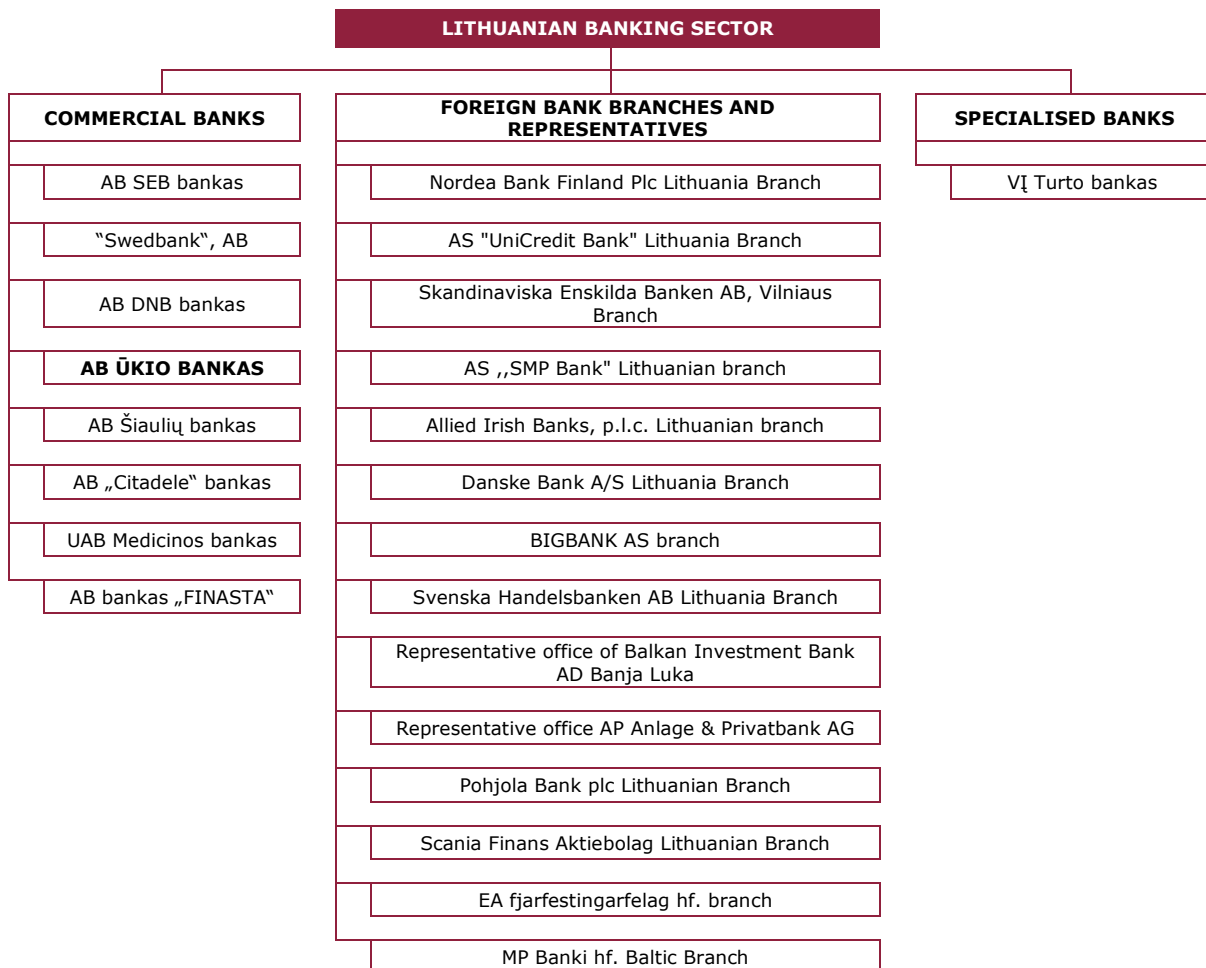 LITHUANIAN BANKING SECTOR
COMMERCIAL BANKS
AB SEB bankas
“Swedbank“, AB
AB DNB bankas
AB ŪKIO BANKAS
AB Šiaulių bankas
AB „Citadele“ bankas
UAB Medicinos bankas
AB bankas „FINASTA“
FOREIGN BANK BRANCHES AND
REPRESENTATIVES
Nordea Bank Finland Plc Lithuania Branch
AS "UniCredit Bank" Lithuania Branch
Skandinaviska Enskilda Banken AB, Vilniaus
Branch
AS ,,SMP Bank" Lithuanian branch
Allied Irish Banks, p.l.c. Lithuanian branch
Danske Bank A/S Lithuania Branch
BIGBANK AS branch
Svenska Handelsbanken AB Lithuania Branch
Representative office of Balkan Investment Bank
AD Banja Luka
Representative office AP Anlage & Privatbank AG
Pohjola Bank plc Lithuanian Branch
Scania Finans Aktiebolag Lithuanian Branch
EA fjarfestingarfelag hf. branch
MP Banki hf. Baltic Branch
SPECIALISED BANKS
VĮ Turto bankas